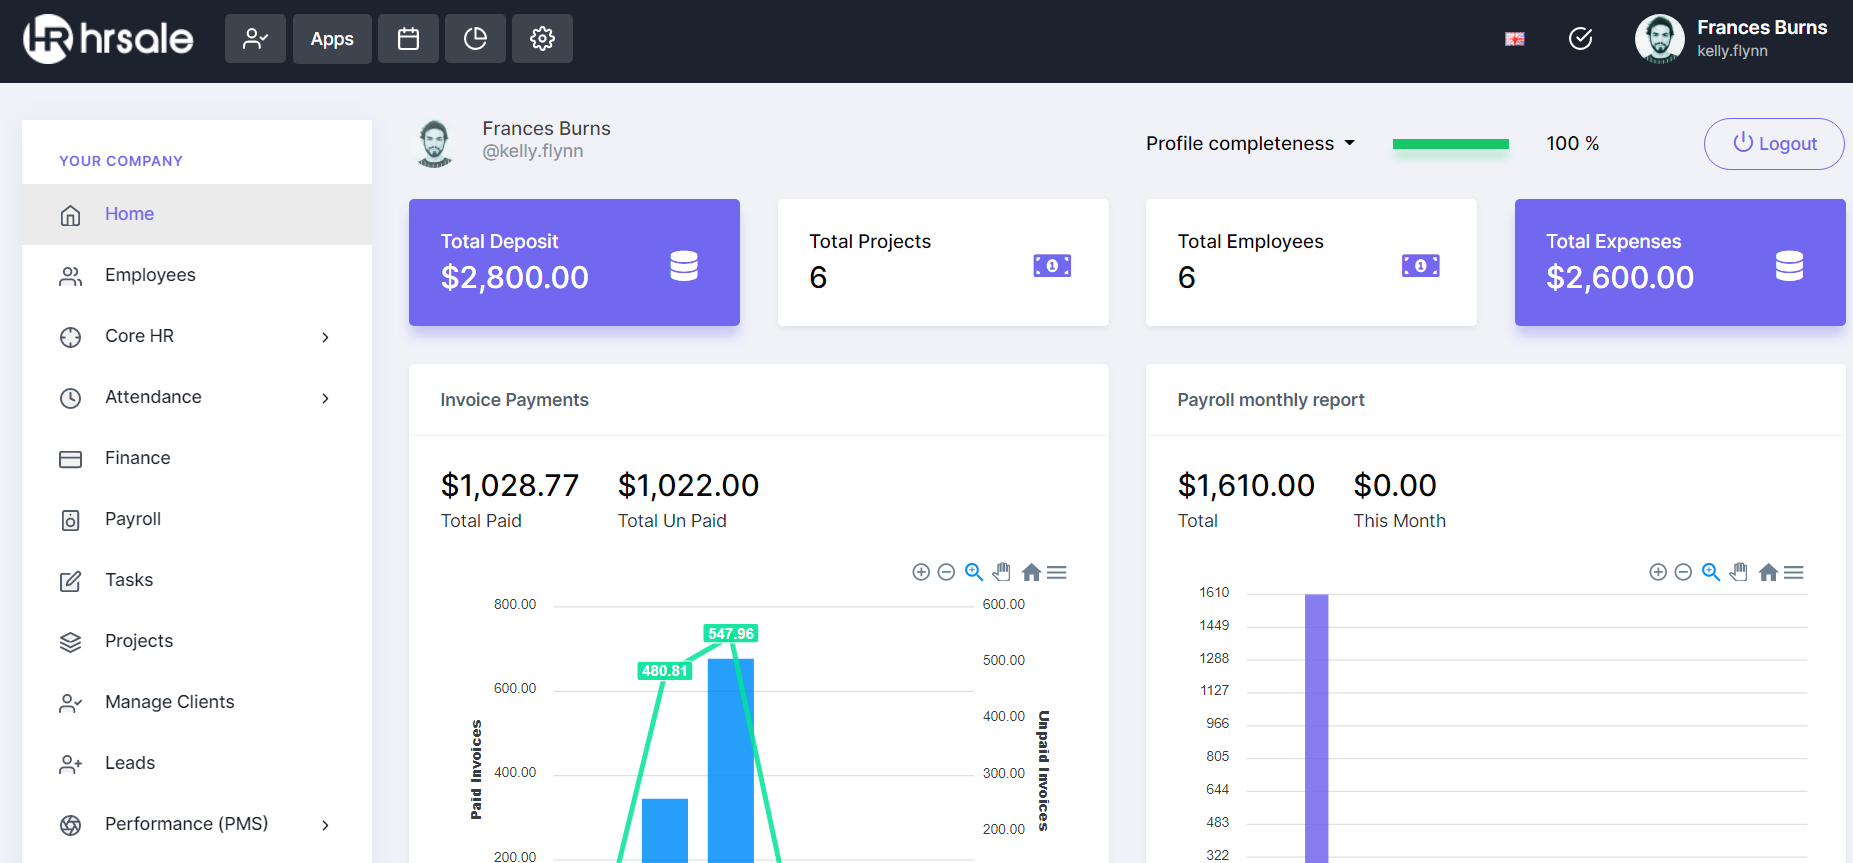 HR hrsale
Apps
Frances Burns
kelly.flynn
YOUR COMPANY
Home
Employees
Core HR
Attendance
Finance
Payroll
Tasks
Projects
Manage Clients
Leads
Performance (PMS)
Frances Burns
@kelly.flynn
Profile completeness
100 %
Logout
Total Deposit
$2,800.00
Total Projects
6
1
Total Employees
6
1
Total Expenses
$2,600.00
Invoice Payments
$1,028.77
Total Paid
$1,022.00
Total Un Paid
800.00
600.00
400.00
200.00
Paid Invoices
480.81
547.96
600.00
500.00
400.00
300.00
200.00
Unpaid Invoices
Payroll monthly report
$1,610.00
Total
$0.00
This Month
1610
1449
1288
1127
966
805
644
483
322